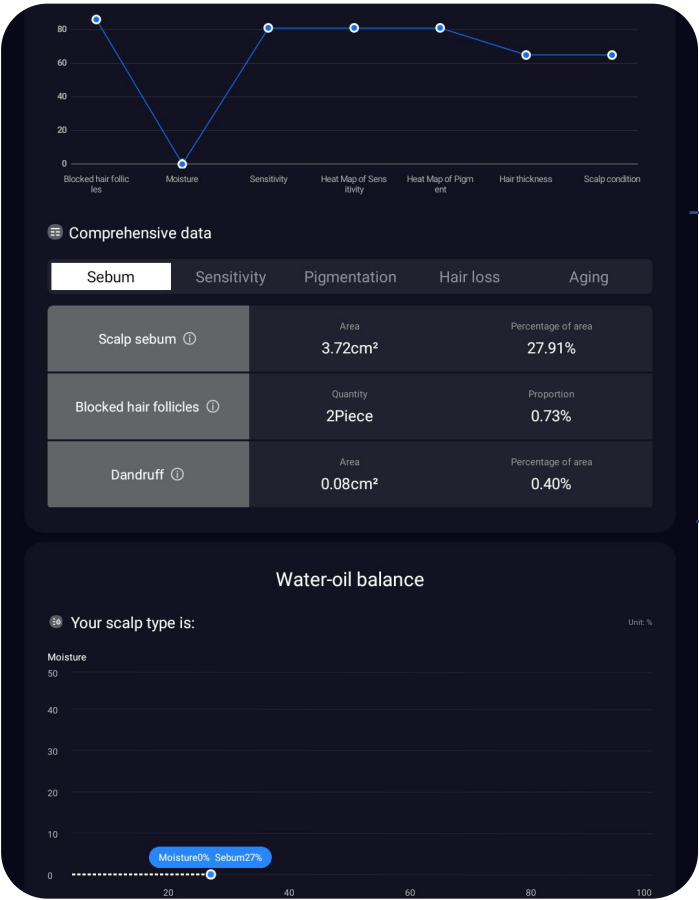 80
60
40
20
0
Blocked hair follic
les
Moisture
Sensitivity
Heat Map of Sens
itivity
Heat Map of Pigm
ent
Hair thickness
Scalp condition
Comprehensive data
Sebum Sensitivity Pigmentation Hair loss Aging
Scalp sebum
Area
3.72cm²
Percentage of area
27.91%
Blocked hair follicles
Quantity
2Piece
Proportion
0.73%
Dandruff
Area
0.08cm²
Percentage of area
0.40%
Water-oil balance
Your scalp type is:
Unit: %
Moisture
50
40
30
20
10
Moisture0% Sebum27%
0
20 40 60 80 100